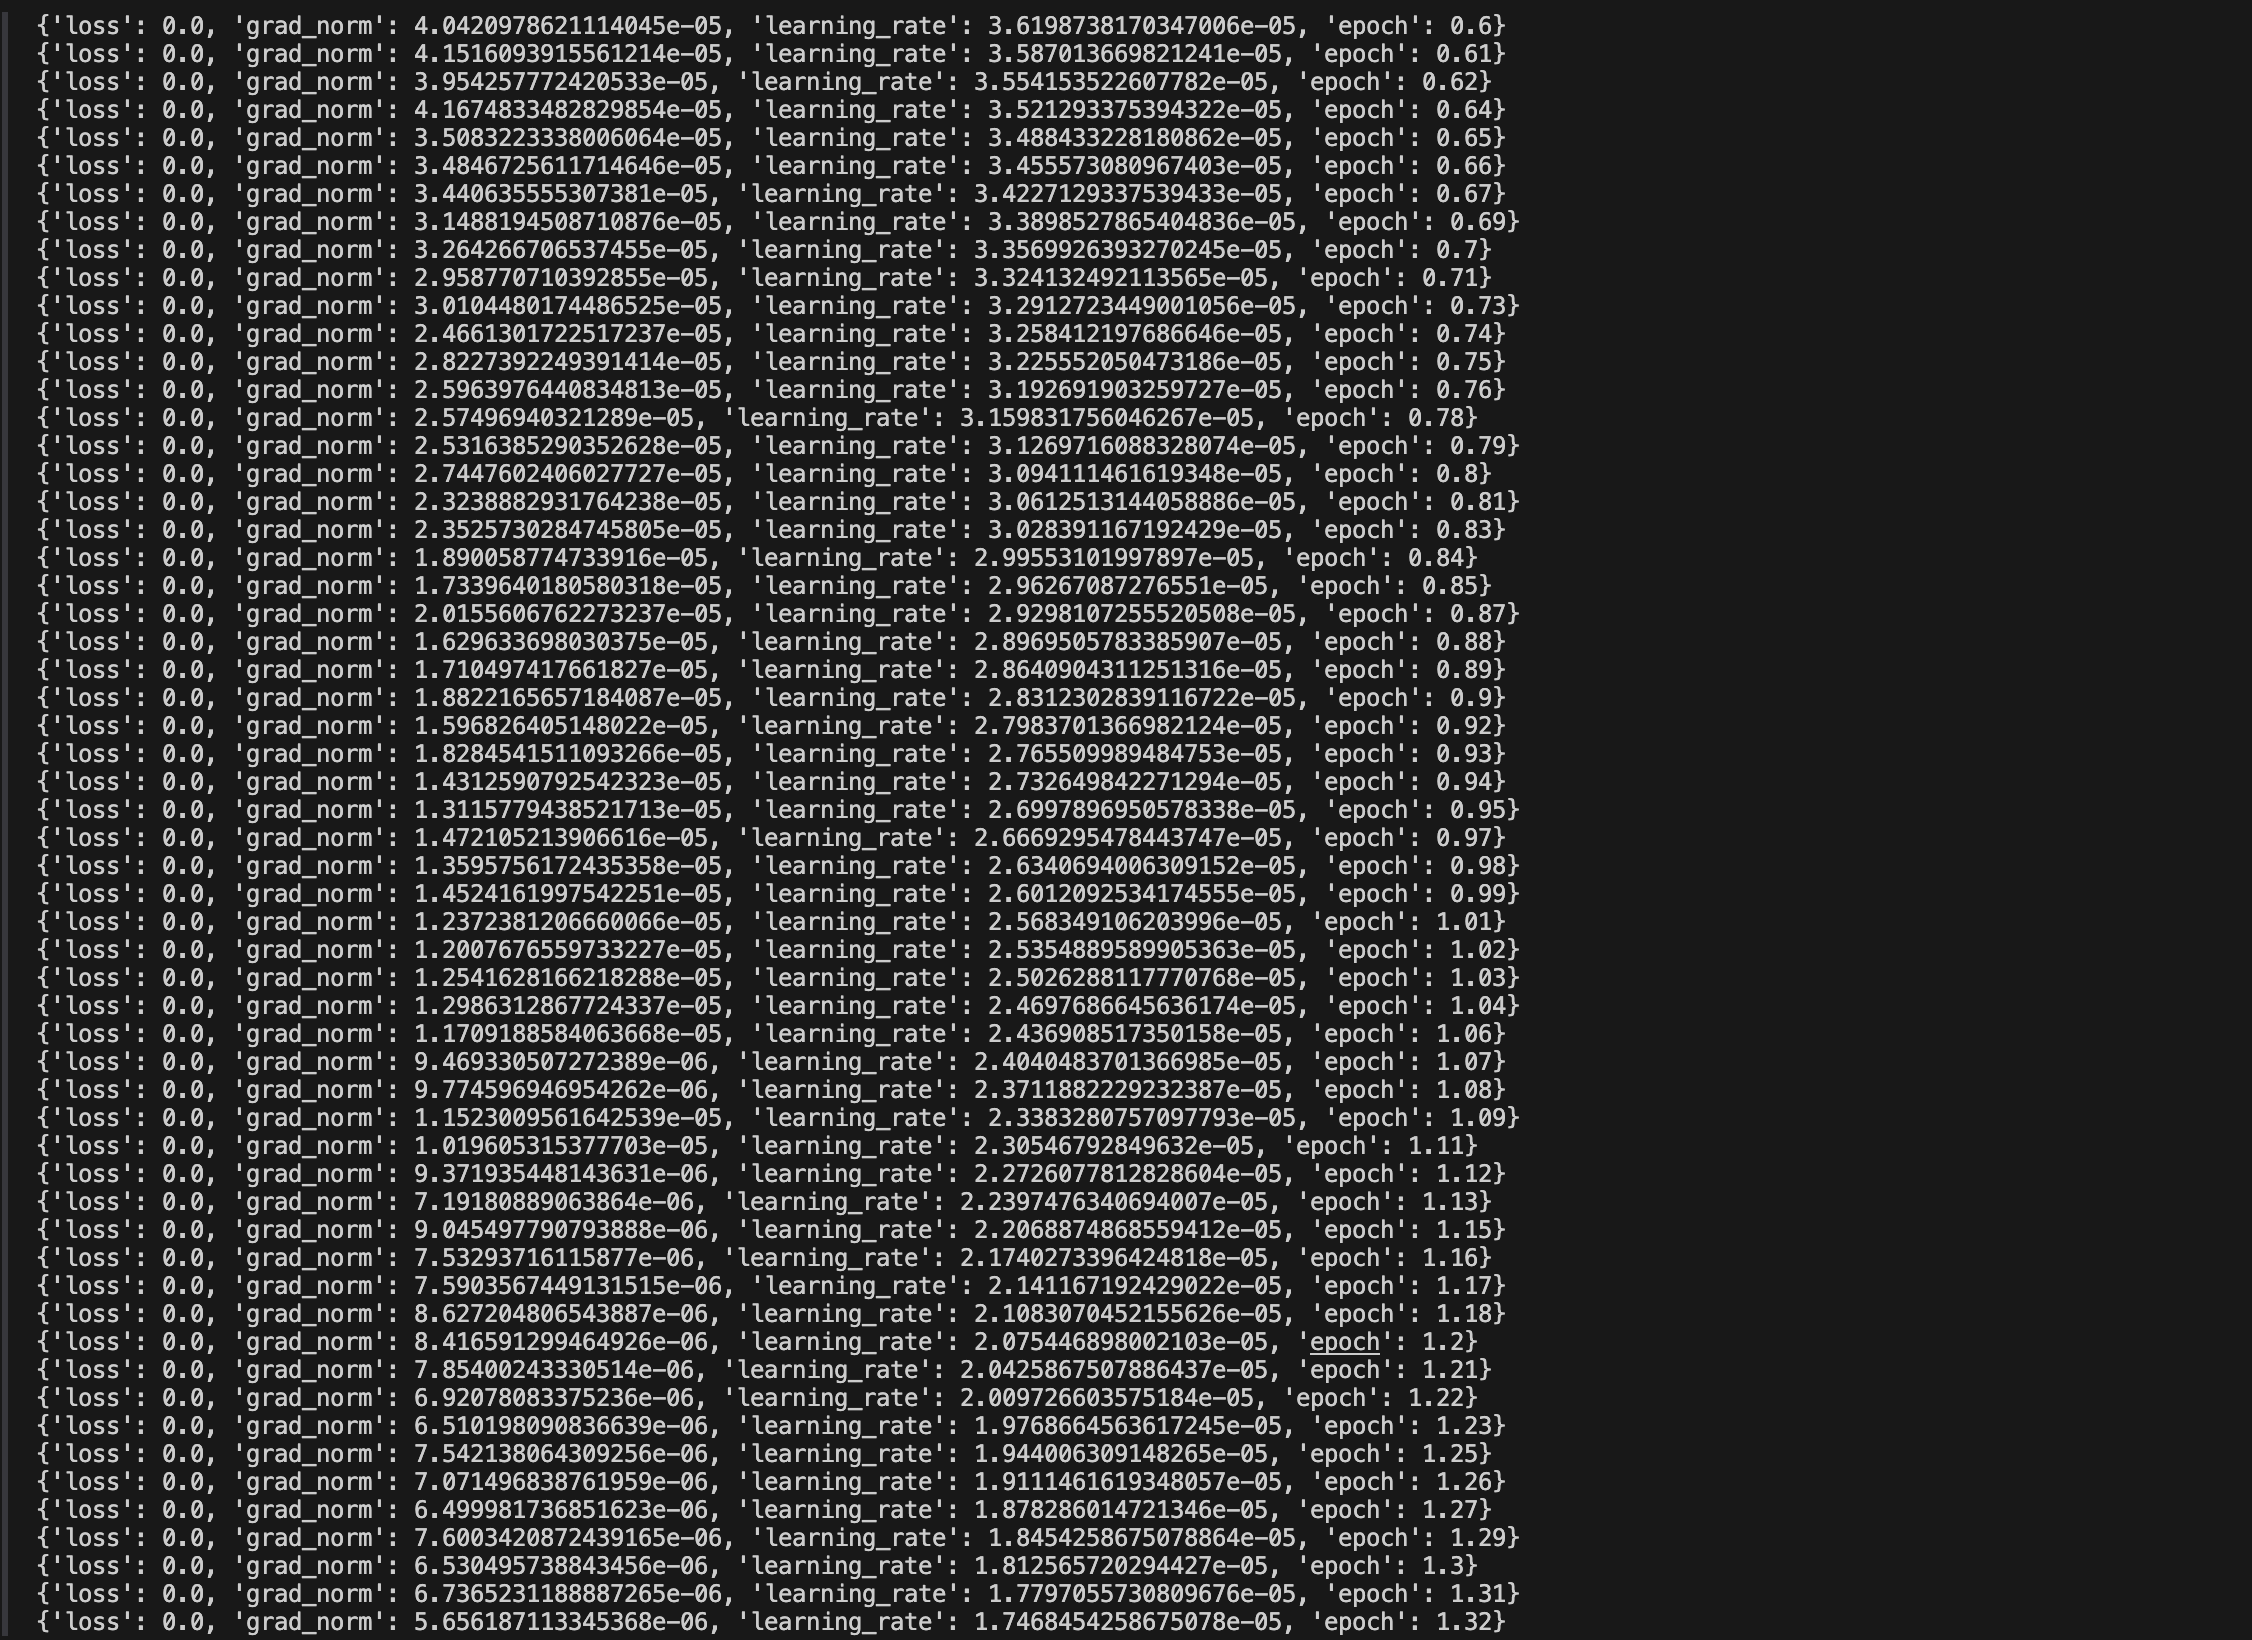 {'loss': 0.0, 'grad_norm': 4.0420978621114045e-05, 'learning_rate': 3.6198738170347006e-05, 'epoch': 0.6}
{'loss': 0.0, 'grad_norm': 4.1516093915561214e-05, 'learning_rate': 3.587013669821241e-05, 'epoch': 0.61}
{'loss': 0.0, 'grad_norm': 3.954257772420533e-05, 'learning_rate': 3.554153522607782e-05, 'epoch': 0.62}
{'loss': 0.0, 'grad_norm': 4.1674833482829854e-05, 'learning_rate': 3.521293375394322e-05, 'epoch': 0.64}
{'loss': 0.0, 'grad_norm': 3.50832233338006064e-05, 'learning_rate': 3.488433228180862e-05, 'epoch': 0.65}
{'loss': 0.0, 'grad_norm': 3.4846725611714646e-05, 'learning_rate': 3.455573080967403e-05, 'epoch': 0.66}
{'loss': 0.0, 'grad_norm': 3.440635555307381e-05, 'learning_rate': 3.4227129337539433e-05, 'epoch': 0.67}
{'loss': 0.0, 'grad_norm': 3.1488194508710876e-05, 'learning_rate': 3.3898527865404836e-05, 'epoch': 0.69}
{'loss': 0.0, 'grad_norm': 3.264266706537455e-05, 'learning_rate': 3.3569926393270245e-05, 'epoch': 0.7}
{'loss': 0.0, 'grad_norm': 2.958770710392855e-05, 'learning_rate': 3.324132492113565e-05, 'epoch': 0.71}
{'loss': 0.0, 'grad_norm': 3.0104480174486525e-05, 'learning_rate': 3.2912723449001056e-05, 'epoch': 0.73}
{'loss': 0.0, 'grad_norm': 2.4661301722517237e-05, 'learning_rate': 3.258412197686646e-05, 'epoch': 0.74}
{'loss': 0.0, 'grad_norm': 2.8227392249391414e-05, 'learning_rate': 3.225552050473186e-05, 'epoch': 0.75}
{'loss': 0.0, 'grad_norm': 2.5963976440834813e-05, 'learning_rate': 3.192691903259727e-05, 'epoch': 0.76}
{'loss': 0.0, 'grad_norm': 2.57496940321289e-05, 'learning_rate': 3.159831756046267e-05, 'epoch': 0.78}
{'loss': 0.0, 'grad_norm': 2.5316385290352628e-05, 'learning_rate': 3.1269716088328074e-05, 'epoch': 0.79}
{'loss': 0.0, 'grad_norm': 2.74476024060​27727e-05, 'learning_rate': 3.094111461619348e-05, 'epoch': 0.8}
{'loss': 0.0, 'grad_norm': 2.3238882931764238e-05, 'learning_rate': 3.0612513144058886e-05, 'epoch': 0.81}
{'loss': 0.0, 'grad_norm': 2.3525730284745805e-05, 'learning_rate': 3.028391167192429e-05, 'epoch': 0.83}
{'loss': 0.0, 'grad_norm': 1.890058774733916e-05, 'learning_rate': 2.99553101997897e-05, 'epoch': 0.84}
{'loss': 0.0, 'grad_norm': 1.7339640180580318e-05, 'learning_rate': 2.96267087276551e-05, 'epoch': 0.85}
{'loss': 0.0, 'grad_norm': 2.0155606762273237e-05, 'learning_rate': 2.9298107255520508e-05, 'epoch': 0.87}
{'loss': 0.0, 'grad_norm': 1.629633698030375e-05, 'learning_rate': 2.896950578338590​7e-05, 'epoch': 0.88}
{'loss': 0.0, 'grad_norm': 1.710497417661827e-05, 'learning_rate': 2.8640904311251316e-05, 'epoch': 0.89}
{'loss': 0.0, 'grad_norm': 1.8822165657184087e-05, 'learning_rate': 2.8312302839116722e-05, 'epoch': 0.9}
{'loss': 0.0, 'grad_norm': 1.596826405148022e-05, 'learning_rate': 2.7983701366982124e-05, 'epoch': 0.92}
{'loss': 0.0, 'grad_norm': 1.8284541511093266e-05, 'learning_rate': 2.765509989484753e-05, 'epoch': 0.93}
{'loss': 0.0, 'grad_norm': 1.4312590792542323e-05, 'learning_rate': 2.732649842271294e-05, 'epoch': 0.94}
{'loss': 0.0, 'grad_norm': 1.3115779438521713e-05, 'learning_rate': 2.6997896950578338e-05, 'epoch': 0.95}
{'loss': 0.0, 'grad_norm': 1.472105213906616e-05, 'learning_rate': 2.6669295478443747e-05, 'epoch': 0.97}
{'loss': 0.0, 'grad_norm': 1.3595756172435358e-05, 'learning_rate': 2.6340694006309152e-05, 'epoch': 0.98}
{'loss': 0.0, 'grad_norm': 1.4524161997542251e-05, 'learning_rate': 2.6012092534174555e-05, 'epoch': 0.99}
{'loss': 0.0, 'grad_norm': 1.2372381206660066e-05, 'learning_rate': 2.568349106203996e-05, 'epoch': 1.01}
{'loss': 0.0, 'grad_norm': 1.2007676559733227e-05, 'learning_rate': 2.53548895899​05363e-05, 'epoch': 1.02}
{'loss': 0.0, 'grad_norm': 1.2541628166218288e-05, 'learning_rate': 2.5026288117770768e-05, 'epoch': 1.03}
{'loss': 0.0, 'grad_norm': 1.2986312867724337e-05, 'learning_rate': 2.4697686645636174e-05, 'epoch': 1.04}
{'loss': 0.0, 'grad_norm': 1.1709188584063668e-05, 'learning_rate': 2.436908517350158e-05, 'epoch': 1.06}
{'loss': 0.0, 'grad_norm': 9.469330507272389e-06, 'learning_rate': 2.4040483701366985e-05, 'epoch': 1.07}
{'loss': 0.0, 'grad_norm': 9.774596946954262e-06, 'learning_rate': 2.3711882229232387e-05, 'epoch': 1.08}
{'loss': 0.0, 'grad_norm': 1.1523009561642539e-05, 'learning_rate': 2.3383280757097793e-05, 'epoch': 1.09}
{'loss': 0.0, 'grad_norm': 1.019605315377703e-05, 'learning_rate': 2.30546792849632e-05, 'epoch': 1.11}
{'loss': 0.0, 'grad_norm': 9.371935448143631e-06, 'learning_rate': 2.2726077812828604e-05, 'epoch': 1.12}
{'loss': 0.0, 'grad_norm': 7.19180889063864e-06, 'learning_rate': 2.2397476340694007e-05, 'epoch': 1.13}
{'loss': 0.0, 'grad_norm': 9.045497790793888e-06, 'learning_rate': 2.2068874868559412e-05, 'epoch': 1.15}
{'loss': 0.0, 'grad_norm': 7.53293716115877e-06, 'learning_rate': 2.1740273396424818e-05, 'epoch': 1.16}
{'loss': 0.0, 'grad_norm': 7.5903567449131515e-06, 'learning_rate': 2.141167192429022e-05, 'epoch': 1.17}
{'loss': 0.0, 'grad_norm': 8.627204806543887e-06, 'learning_rate': 2.1083070452155626e-05, 'epoch': 1.18}
{'loss': 0.0, 'grad_norm': 8.416591299464926e-06, 'learning_rate': 2.075446898002103e-05, 'epoch': 1.2}
{'loss': 0.0, 'grad_norm': 7.85400243330514e-06, 'learning_rate': 2.0425867507886437e-05, 'epoch': 1.21}
{'loss': 0.0, 'grad_norm': 6.92078083375236e-06, 'learning_rate': 2.009726603575184e-05, 'epoch': 1.22}
{'loss': 0.0, 'grad_norm': 6.510198090836639e-06, 'learning_rate': 1.9768664563617245e-05, 'epoch': 1.23}
{'loss': 0.0, 'grad_norm': 7.542138064309256e-06, 'learning_rate': 1.944006309148265e-05, 'epoch': 1.25}
{'loss': 0.0, 'grad_norm': 7.071496838761959e-06, 'learning_rate': 1.9111461619348057e-05, 'epoch': 1.26}
{'loss': 0.0, 'grad_norm': 6.499981736851623e-06, 'learning_rate': 1.878286014721346e-05, 'epoch': 1.27}
{'loss': 0.0, 'grad_norm': 7.6003420872439165e-06, 'learning_rate': 1.8454258675078864e-05, 'epoch': 1.29}
{'loss': 0.0, 'grad_norm': 6.530495738843456e-06, 'learning_rate': 1.812565720294427e-05, 'epoch': 1.3}
{'loss': 0.0, 'grad_norm': 6.7365231188887265e-06, 'learning_rate': 1.7797055730809676e-05, 'epoch': 1.31}
{'loss': 0.0, 'grad_norm': 5.656187113345368e-06, 'learning_rate': 1.7468454258675078e-05, 'epoch': 1.32}